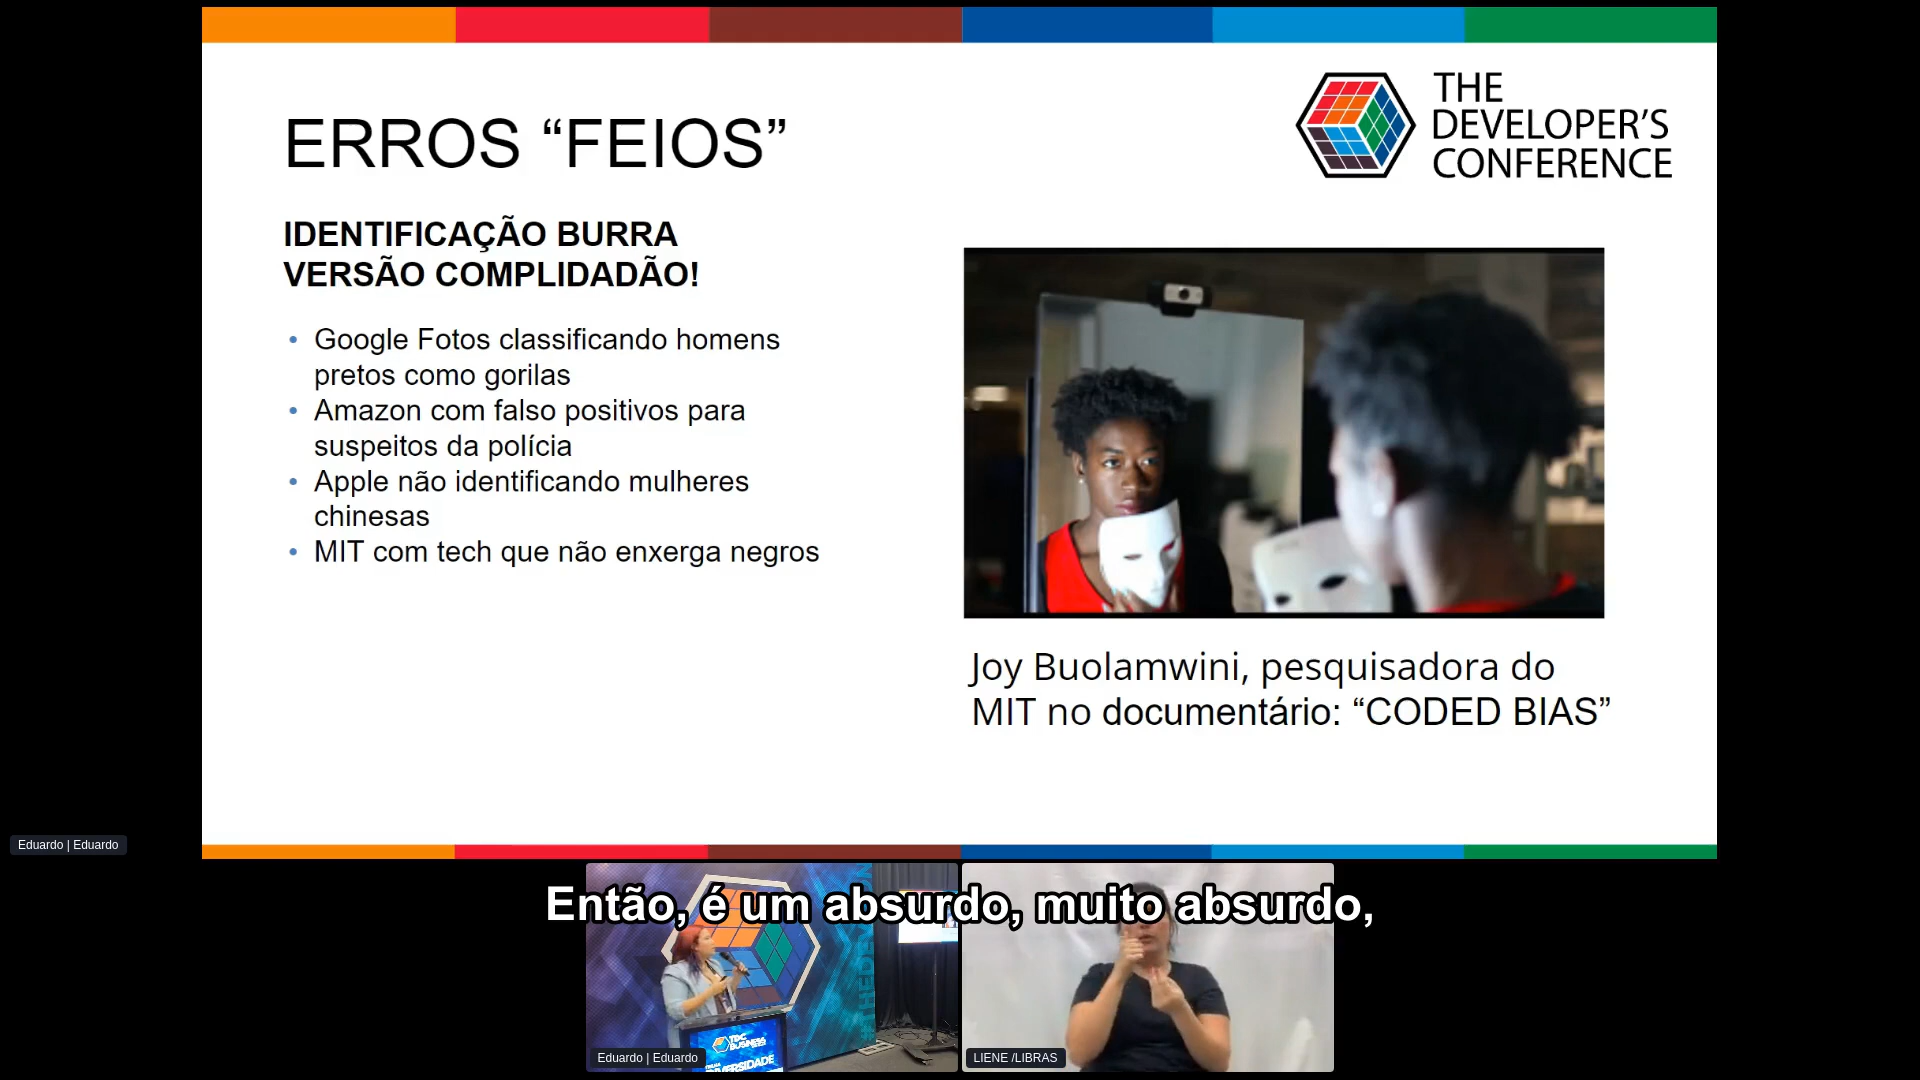 THE
DEVELOPER'S
CONFERENCE
ERROS “FEIOS”
IDENTIFICAÇÃO BURRA
VERSÃO COMPLIDADÃO!
• Google Fotos classificando homens
pretos como gorilas
• Amazon com falso positivos para
suspeitos da polícia
• Apple não identificando mulheres
chinesas
• MIT com tech que não enxerga negros
Joy Buolamwini, pesquisadora do
MIT no documentário: “CODED BIAS”
Eduardo | Eduardo
Então, é um absurdo, muito absurdo,
TDC
BUSINESS
Eduardo | Eduardo
LIENE /LIBRAS